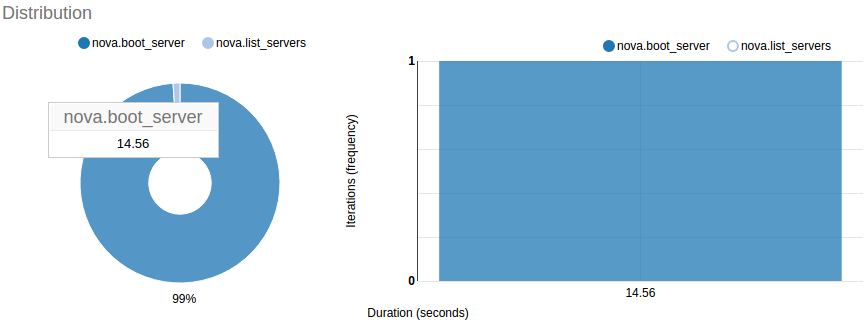 Distribution
nova.boot_server nova.list_servers
nova.boot_server
14.56
99%
nova.boot_server nova.list_servers
Iterations (frequency)
1
0
14.56
Duration (seconds)